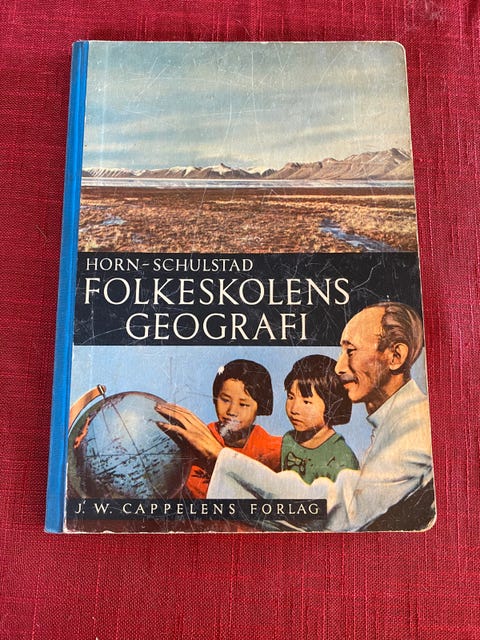 HORN-SCHULSTAD
FOLKESKOLENS
GEOGRAFI
J. W. CAPPELENS FORLAG